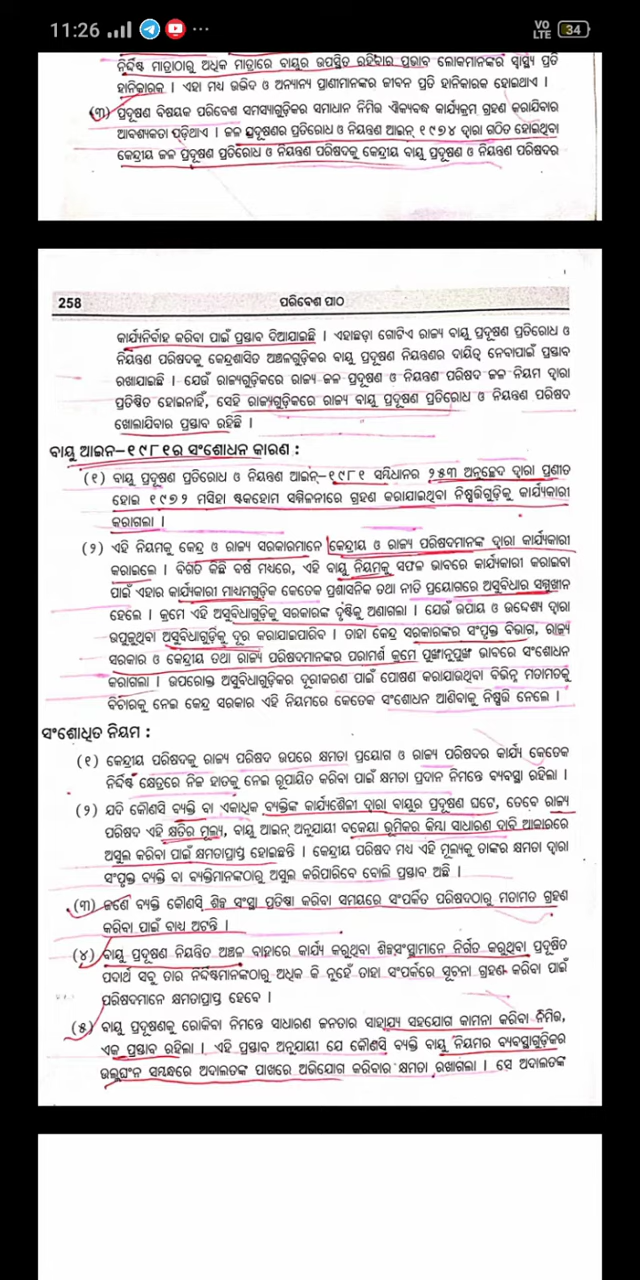 11:26
VO LTE 34
ନିର୍ଦ୍ଦିଷ୍ଟ ମାତ୍ରାଠାରୁ ଅଧିକ ମାତ୍ରାରେ ବାୟୁର ଉପସ୍ଥିତ ରହିବାର ପ୍ରଭାବ ଲୋକମାନଙ୍କର ସ୍ୱାସ୍ଥ୍ୟ ପ୍ରତି
ହାନିକାରକ । ଏହା ମଧ୍ୟ ଉଭିଦ ଓ ଅନ୍ୟାନ୍ୟ ପ୍ରାଣୀମାନଙ୍କର ଜୀବନ ପ୍ରତି ହାନିକାରକ ହୋଇଥାଏ ।
(୩) ପ୍ରଦୂଷଣ ବିଷୟକ ପରିବେଶ ସମସ୍ୟାଗୁଡ଼ିକର ସମାଧାନ ନିମିଭ ଐକ୍ୟବଦ୍ଧ କାର୍ଯ୍ୟକ୍ରମ ଗ୍ରହଣ କରାଯିବାର
ଆବଶ୍ୟକତା ପଡ଼ିଥାଏ । ଜଳ ପ୍ରଦୂଷଣର ପ୍ରତିରୋଧ ଓ ନିୟନ୍ତ୍ରଣ ଆଇନ୍ ୧୯୭୪ ଦ୍ୱାରା ଗଠିତ ହୋଇଥିବା
କେନ୍ଦ୍ରୀୟ ଜଳ ପ୍ରଦୂଷଣ ପ୍ରତିରୋଧ ଓ ନିୟନ୍ତ୍ରଣ ପରିଷଦକୁ କେନ୍ଦ୍ରୀୟ ବାୟୁ ପ୍ରଦୂଷଣ ଓ ନିୟନ୍ତ୍ରଣ ପରିଷଦର
258 ପରିବେଶ ପାଠ
କାର୍ଯ୍ୟନିର୍ବାହ କରିବା ପାଇଁ ପ୍ରସ୍ତାବ ଦିଆଯାଇଛି । ଏହାଛଡ଼ା ଗୋଟିଏ ରାଜ୍ୟ ବାୟୁ ପ୍ରଦୂଷଣ ପ୍ରତିରୋଧ ଓ
ନିୟନ୍ତ୍ରଣ ପରିଷଦକୁ କେନ୍ଦ୍ରଶାସିତ ଅଞ୍ଚଳଗୁଡ଼ିକର ବାୟୁ ପ୍ରଦୂଷଣ ନିୟନ୍ତ୍ରଣର ଦାୟିତ୍ୱ ନେବାପାଇଁ ପ୍ରସ୍ତାବ
ରଖାଯାଇଛି । ଯେଉଁ ରାଜ୍ୟଗୁଡ଼ିକରେ ରାଜ୍ୟ ଜଳ ପ୍ରଦୂଷଣ ଓ ନିୟନ୍ତ୍ରଣ ପରିଷଦ ଜଳ ନିୟମ ଦ୍ୱାରା
ପ୍ରତିଷ୍ଠିତ ହୋଇନାହିଁ, ସେହି ରାଜ୍ୟଗୁଡ଼ିକରେ ରାଜ୍ୟ ବାୟୁ ପ୍ରଦୂଷଣ ପ୍ରତିରୋଧ ଓ ନିୟନ୍ତ୍ରଣ ପରିଷଦ
ଖୋଲାଯିବାର ପ୍ରସ୍ତାବ ରହିଛି ।
ବାୟୁ ଆଇନ–୧୯୮୧ର ସଂଶୋଧନ କାରଣ :
(୧) ବାୟୁ ପ୍ରଦୂଷଣ ପ୍ରତିରୋଧ ଓ ନିୟନ୍ତ୍ରଣ ଆଇନ୍–୧୯୮୧ ସମ୍ବିଧାନର ୨୫୩ ଅନୁଚ୍ଛେଦ ଦ୍ୱାରା ପ୍ରଣୀତ
ହୋଇ ୧୯୭୨ ମସିହା ଷ୍ଟକହୋମ ସମ୍ମିଳନୀରେ ଗ୍ରହଣ କରାଯାଇଥିବା ନିଷ୍ପତ୍ତିଗୁଡ଼ିକୁ କାର୍ଯ୍ୟକାରୀ
କରାଗଲା ।
(୨) ଏହି ନିୟମକୁ କେନ୍ଦ୍ର ଓ ରାଜ୍ୟ ସରକାରମାନେ କେନ୍ଦ୍ରୀୟ ଓ ରାଜ୍ୟ ପରିଷଦମାନଙ୍କ ଦ୍ୱାରା କାର୍ଯ୍ୟକାରୀ
କରାଇଲେ । ବିଗତ କିଛି ବର୍ଷ ମଧ୍ୟରେ, ଏହି ବାୟୁ ନିୟମକୁ ସଫଳ ଭାବରେ କାର୍ଯ୍ୟକାରୀ କରାଇବା
ପାଇଁ ଏହାର କାର୍ଯ୍ୟକାରୀ ମାଧ୍ୟମଗୁଡ଼ିକ କେତେକ ପ୍ରଶାସନିକ ତଥା ନୀତି ପ୍ରୟୋଗରେ ଅସୁବିଧାର ସମ୍ମୁଖୀନ
ହେଲେ । କ୍ରମେ ଏହି ଅସୁବିଧାଗୁଡ଼ିକୁ ସରକାରଙ୍କ ଦୃଷ୍ଟିକୁ ଅଣାଗଲା । ଯେଉଁ ଉପାୟ ଓ ଉଦ୍ଦେଶ୍ୟ ଦ୍ୱାରା
ଉପୁଜୁଥିବା ଅସୁବିଧାଗୁଡ଼ିକୁ ଦୂର କରାଯାଇପାରିବ । ତାହା କେନ୍ଦ୍ର ସରକାରଙ୍କର ସଂପୃକ୍ତ ବିଭାଗ, ରାଜ୍ୟ
ସରକାର ଓ କେନ୍ଦ୍ରୀୟ ତଥା ରାଜ୍ୟ ପରିଷଦମାନଙ୍କର ପରାମର୍ଶ କ୍ରମେ ପୁଙ୍ଖାନୁପୁଙ୍ଖ ଭାବରେ ସଂଶୋଧନ
କରାଗଲା । ଉପରୋକ୍ତ ଅସୁବିଧାଗୁଡ଼ିକର ଦୂରୀକରଣ ପାଇଁ ପୋଷଣ କରାଯାଉଥିବା ବିଭିନ୍ନ ମତାମତକୁ
ବିଚାରକୁ ନେଇ କେନ୍ଦ୍ର ସରକାର ଏହି ନିୟମରେ କେତେକ ସଂଶୋଧନ ଆଣିବାକୁ ନିଷ୍ପତ୍ତି ନେଲେ ।
ସଂଶୋଧିତ ନିୟମ :
(୧) କେନ୍ଦ୍ରୀୟ ପରିଷଦକୁ ରାଜ୍ୟ ପରିଷଦ ଉପରେ କ୍ଷମତା ପ୍ରୟୋଗ ଓ ରାଜ୍ୟ ପରିଷଦର କାର୍ଯ୍ୟ କେତେକ
ନିର୍ଦ୍ଦିଷ୍ଟ କ୍ଷେତ୍ରରେ ନିଜ ହାତକୁ ନେଇ ରୂପାୟିତ କରିବା ପାଇଁ କ୍ଷମତା ପ୍ରଦାନ ନିମନ୍ତେ ବ୍ୟବସ୍ଥା ରହିଲା ।
(୨) ଯଦି କୌଣସି ବ୍ୟକ୍ତି ବା ଏକାଧିକ ବ୍ୟକ୍ତିଙ୍କ କାର୍ଯ୍ୟଶୈଳୀ ଦ୍ୱାରା ବାୟୁର ପ୍ରଦୂଷଣ ଘଟେ, ତେବେ ରାଜ୍ୟ
ପରିଷଦ ଏହି କ୍ଷତିର ମୂଲ୍ୟ, ବାୟୁ ଆଇନ୍ ଅନୁଯାୟୀ ବକେୟା ଭୂମିକର କିମ୍ବା ସାଧାରଣ ଦାବି ଆକାରରେ
ଅସୁଲ କରିବା ପାଇଁ କ୍ଷମତାପ୍ରାପ୍ତ ହୋଇଛନ୍ତି । କେନ୍ଦ୍ରୀୟ ପରିଷଦ ମଧ୍ୟ ଏହି ମୂଲ୍ୟକୁ ତାଙ୍କର କ୍ଷମତା ଦ୍ୱାରା
ସଂପୃକ୍ତ ବ୍ୟକ୍ତି ବା ବ୍ୟକ୍ତିମାନଙ୍କଠାରୁ ଅସୁଲ କରିପାରିବେ ବୋଲି ପ୍ରସ୍ତାବ ଅଛି ।
(୩) ଜଣେ ବ୍ୟକ୍ତି କୌଣସି ଶିଳ୍ପ ସଂସ୍ଥା ପ୍ରତିଷ୍ଠା କରିବା ସମୟରେ ସଂପର୍କିତ ପରିଷଦଠାରୁ ମତାମତ ଗ୍ରହଣ
କରିବା ପାଇଁ ବାଧ୍ୟ ଅଟନ୍ତି ।
(୪) ବାୟୁ ପ୍ରଦୂଷଣ ନିୟନ୍ତ୍ରିତ ଅଞ୍ଚଳ ବାହାରେ କାର୍ଯ୍ୟ କରୁଥିବା ଶିଳ୍ପସଂସ୍ଥାମାନେ ନିର୍ଗତ କରୁଥିବା ପ୍ରଦୂଷିତ
ପଦାର୍ଥ ସବୁ ତାର ନିର୍ଦ୍ଦିଷ୍ଟମାନଙ୍କଠାରୁ ଅଧିକ କି ନୁହେଁ ତାହା ସଂପର୍କରେ ସୂଚନା ଗ୍ରହଣ କରିବା ପାଇଁ
ପରିଷଦମାନେ କ୍ଷମତାପ୍ରାପ୍ତ ହେବେ ।
(୫) ବାୟୁ ପ୍ରଦୂଷଣକୁ ରୋକିବା ନିମନ୍ତେ ସାଧାରଣ ଜନତାର ସାହାଯ୍ୟ ସହଯୋଗ କାମନା କରିବା ନିମିଭ,
ଏକ ପ୍ରସ୍ତାବ ରହିଲା । ଏହି ପ୍ରସ୍ତାବ ଅନୁଯାୟୀ ଯେ କୌଣସି ବ୍ୟକ୍ତି ବାୟୁ ନିୟମର ବ୍ୟବସ୍ଥାଗୁଡ଼ିକର
ଉଲ୍ଲଂଘନ ସମ୍ବନ୍ଧରେ ଅଦାଲତଙ୍କ ପାଖରେ ଅଭିଯୋଗ କରିବାର କ୍ଷମତା ରଖାଗଲା । ସେ ଅଦାଲତଙ୍କ